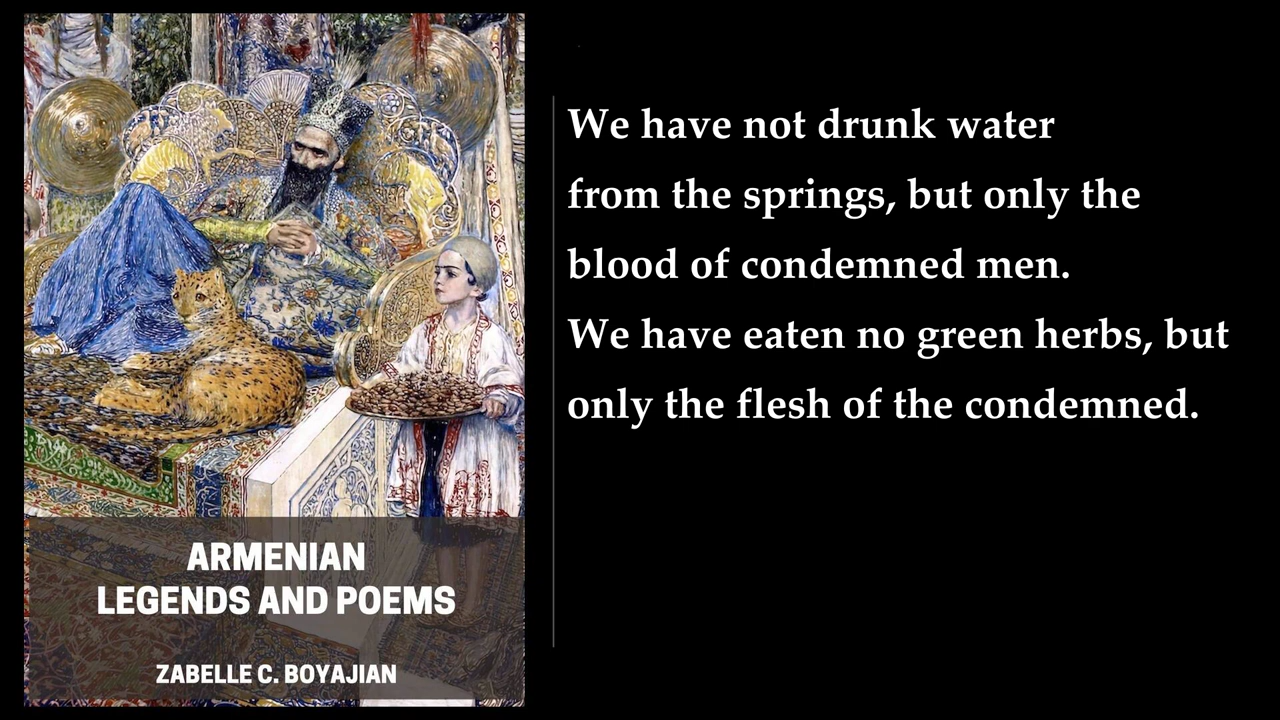 We have not drunk water
from the springs, but only the
blood of condemned men.
We have eaten no green herbs, but
only the flesh of the condemned.
ARMENIAN
LEGENDS AND POEMS
ZABELLE C. BOYAJIAN